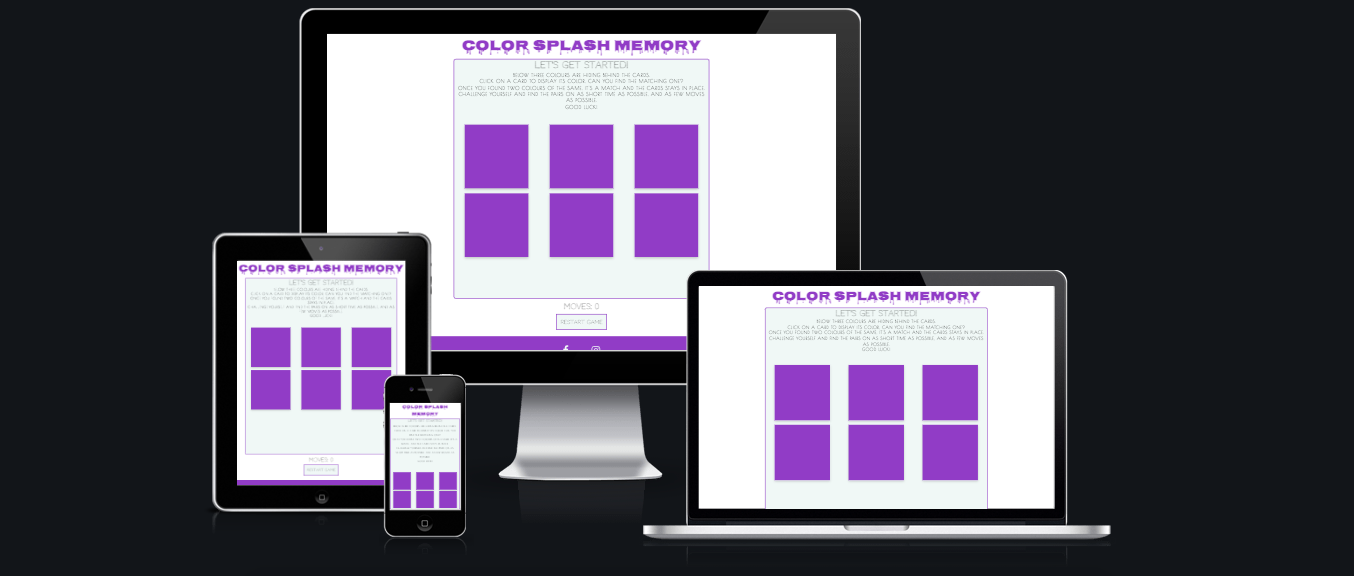 COLOR SPLASH MEMORY
LET'S GET STARTED!
BELOW THREE COLOURS ARE HIDING BEHIND THE CARDS.
CLICK ON A CARD TO DISPLAY ITS COLOR. CAN YOU FIND THE MATCHING ONE?
ONCE YOU FOUND TWO COLOURS OF THE SAME, IT'S A MATCH AND THE CARDS STAYS IN PLACE.
CHALLENGE YOURSELF AND FIND THE PAIRS ON AS SHORT TIME AS POSSIBLE, AND AS FEW MOVES
AS POSSIBLE.
GOOD LUCK!
MOVES: 0
RESTART GAME
COLOR SPLASH MEMORY
LET'S GET STARTED!
MOVES: 0
RESTART GAME
COLOR SPLASH
MEMORY
LET'S GET STARTED!
COLOR SPLASH MEMORY
LET'S GET STARTED!
BELOW THREE COLOURS ARE HIDING BEHIND THE CARDS.
CLICK ON A CARD TO DISPLAY ITS COLOR. CAN YOU FIND THE MATCHING ONE?
ONCE YOU FOUND TWO COLOURS OF THE SAME, IT'S A MATCH AND THE CARDS STAYS IN PLACE.
CHALLENGE YOURSELF AND FIND THE PAIRS ON AS SHORT TIME AS POSSIBLE, AND AS FEW MOVES
AS POSSIBLE.
GOOD LUCK!